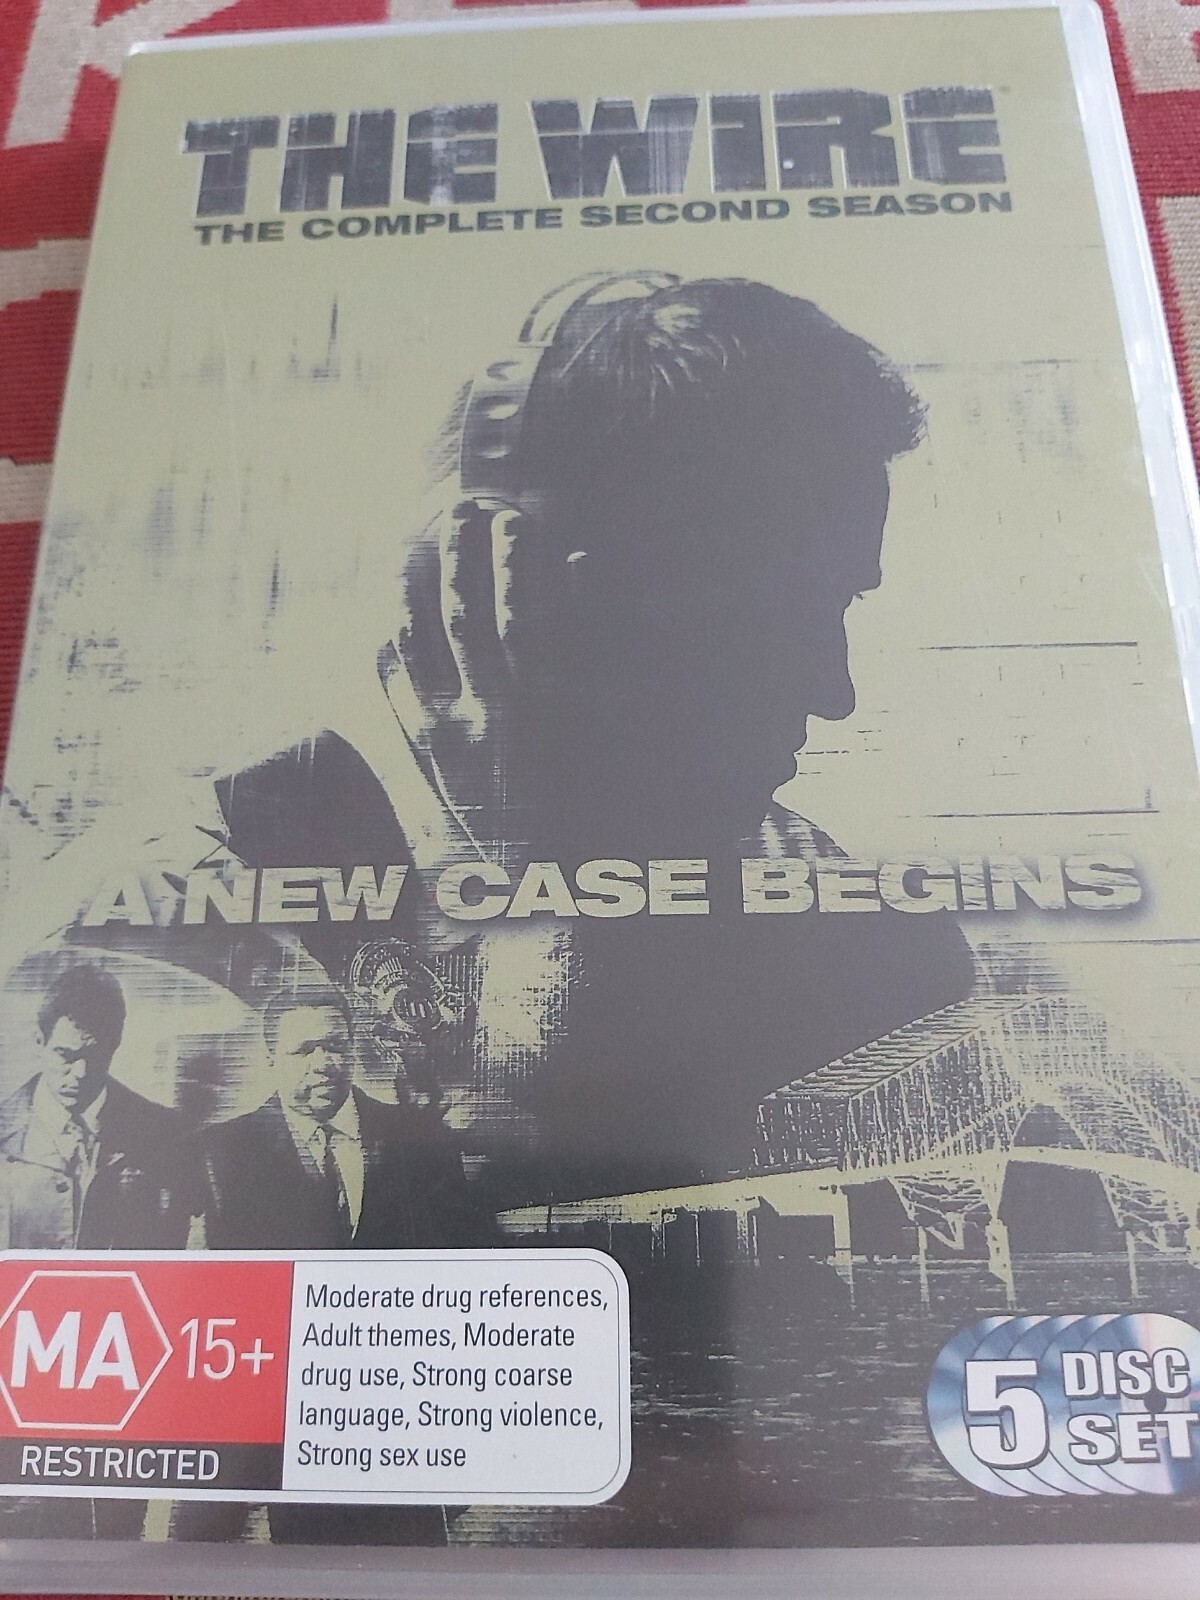 THE WIRE
THE COMPLETE SECOND SEASON
A NEW CASE BEGINS
MA 15+
RESTRICTED
Moderate drug references,
Adult themes, Moderate
drug use, Strong coarse
language, Strong violence,
Strong sex use
5 DISC
SET